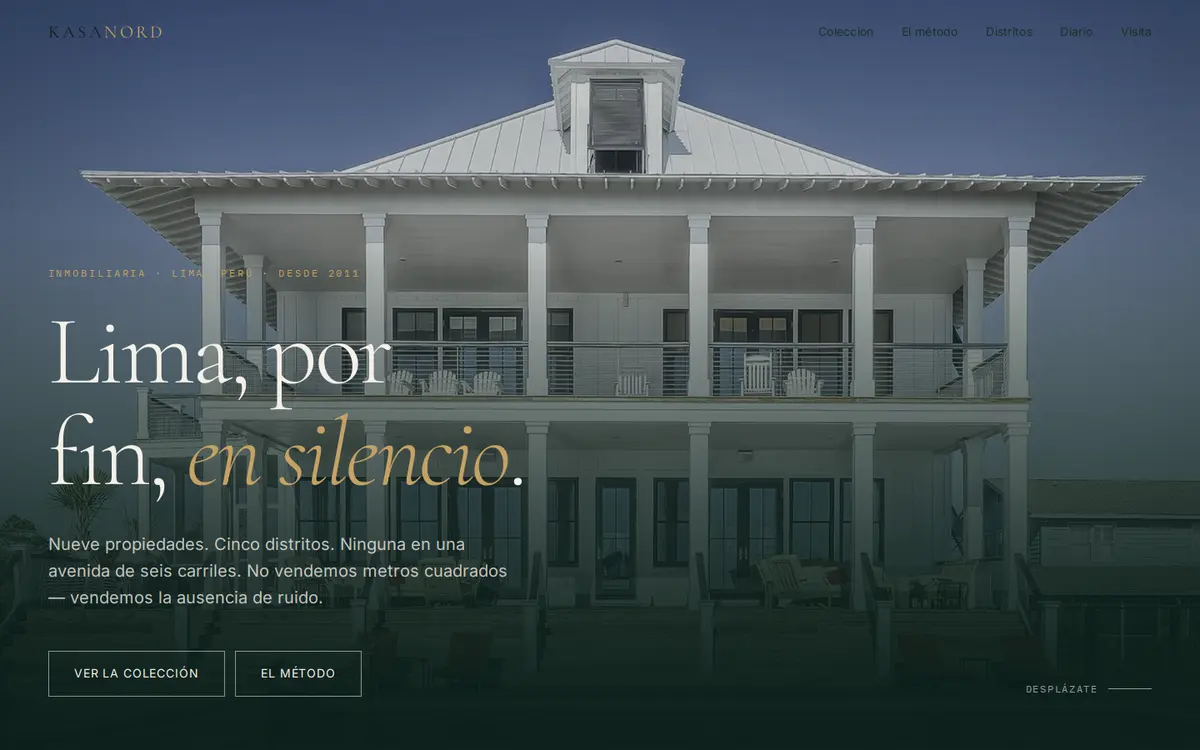 KASANORD
Colección El método Distritos Diario Visita
INMOBILIARIA · LIMA, PERÚ · DESDE 2011
Lima, por
fin, en silencio.
Nueve propiedades. Cinco distritos. Ninguna en una
avenida de seis carriles. No vendemos metros cuadrados
— vendemos la ausencia de ruido.
VER LA COLECCIÓN EL MÉTODO
DESPLÁZATE